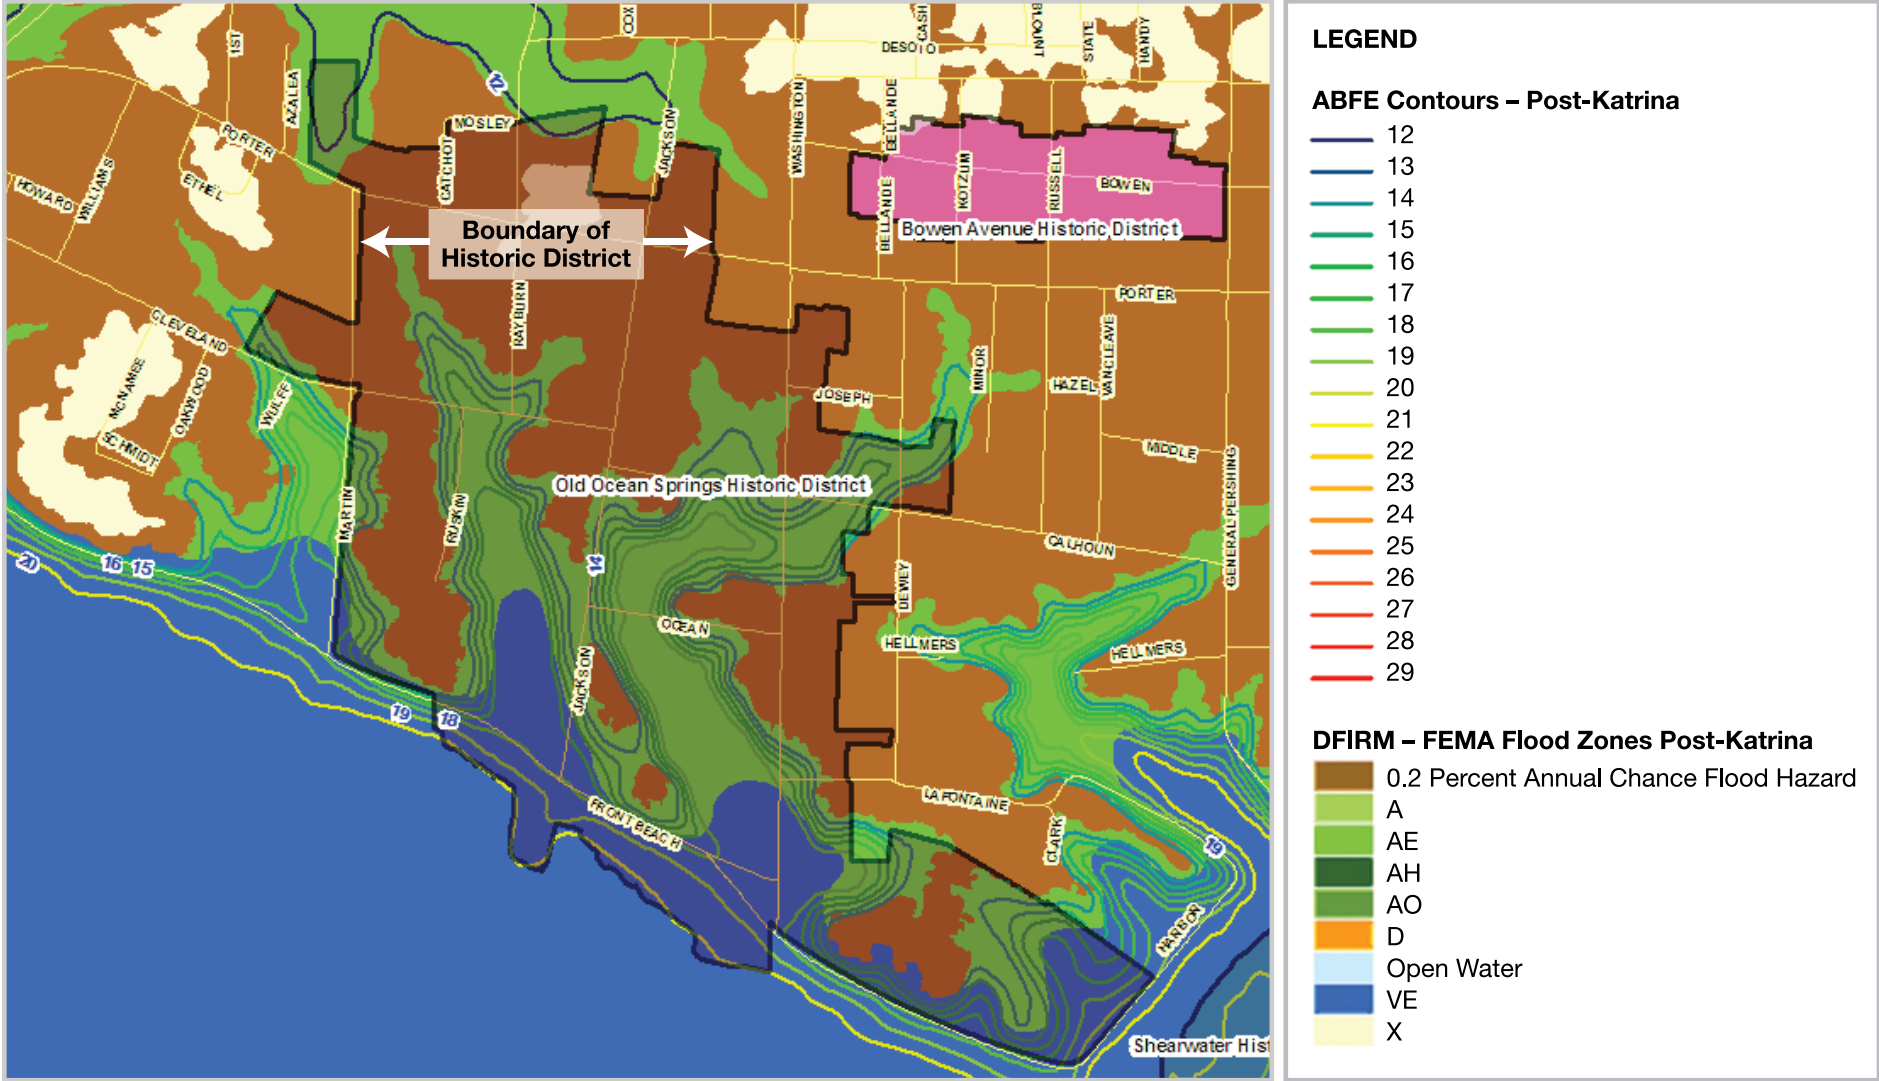 COX
CASH
BLOUNT
STATE
HANDY
1ST
DESOTO
12
AZALEA
WASHINGTON
BELLANDE
MOSLEY
JACKSON
PORTER
CATCHOT
WILLIAMS
ETHEL
HOWARD
KOTZUM
RUSSELL
BOWEN
BELLANDE
Bowen Avenue Historic District
Boundary of
Historic District
PORTER
RAYBURN
CLEVELAND
MCNAMEE
OAKWOOD
WULFF
SCHMIDT
MINOR
HAZEL
VANCLEAVE
JOSEPH
MIDDLE
GENERAL PERSHING
Old Ocean Springs Historic District
MARTIN
RUSKIN
14
CALHOUN
20
16
15
DEWEY
OCEAN
HELLMERS
HELLMERS
JACKSON
19
18
FRONT BEACH
LA FONTAINE
CLARK
19
HARBOR
Shearwater Hist
LEGEND
ABFE Contours – Post-Katrina
12
13
14
15
16
17
18
19
20
21
22
23
24
25
26
27
28
29
DFIRM – FEMA Flood Zones Post-Katrina
0.2 Percent Annual Chance Flood Hazard
A
AE
AH
AO
D
Open Water
VE
X